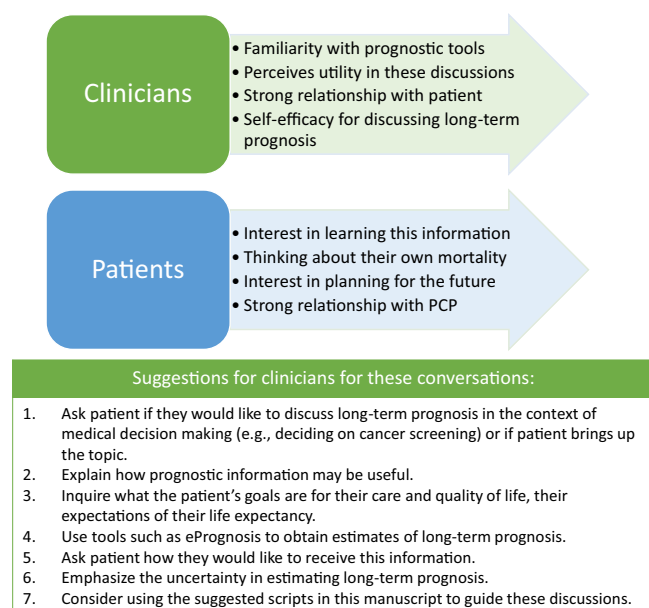 Clinicians
• Familiarity with prognostic tools
• Perceives utility in these discussions
• Strong relationship with patient
• Self-efficacy for discussing long-term
prognosis
Patients
• Interest in learning this information
• Thinking about their own mortality
• Interest in planning for the future
• Strong relationship with PCP
Suggestions for clinicians for these conversations:
1. Ask patient if they would like to discuss long-term prognosis in the context of
medical decision making (e.g., deciding on cancer screening) or if patient brings up
the topic.
2. Explain how prognostic information may be useful.
3. Inquire what the patient's goals are for their care and quality of life, their
expectations of their life expectancy.
4. Use tools such as ePrognosis to obtain estimates of long-term prognosis.
5. Ask patient how they would like to receive this information.
6. Emphasize the uncertainty in estimating long-term prognosis.
7. Consider using the suggested scripts in this manuscript to guide these discussions.